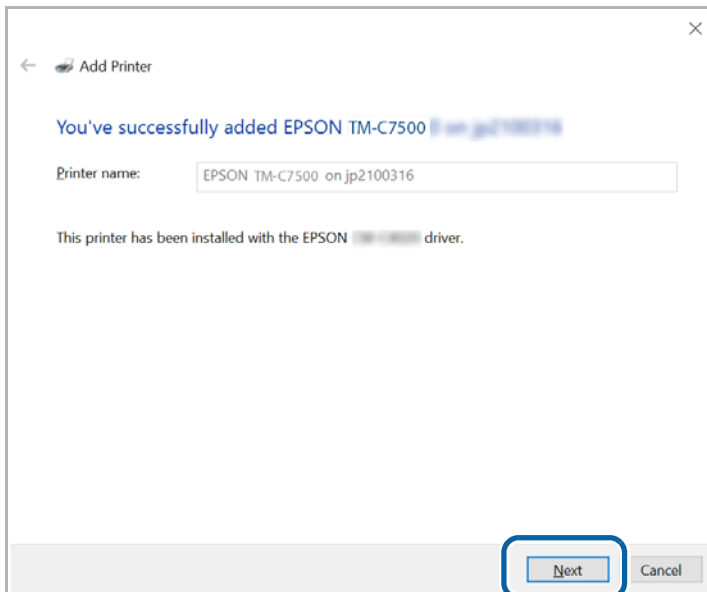 Add Printer
You've successfully added EPSON TM-C7500
Printer name: EPSON TM-C7500 on jp2100316
This printer has been installed with the EPSON driver.
Next Cancel